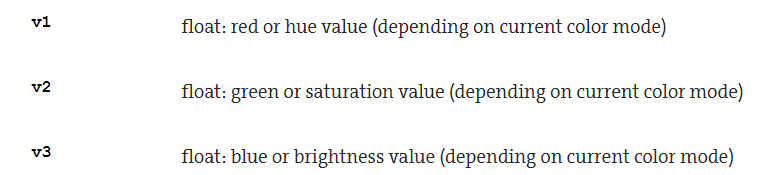 v1 float: red or hue value (depending on current color mode)
v2 float: green or saturation value (depending on current color mode)
v3 float: blue or brightness value (depending on current color mode)